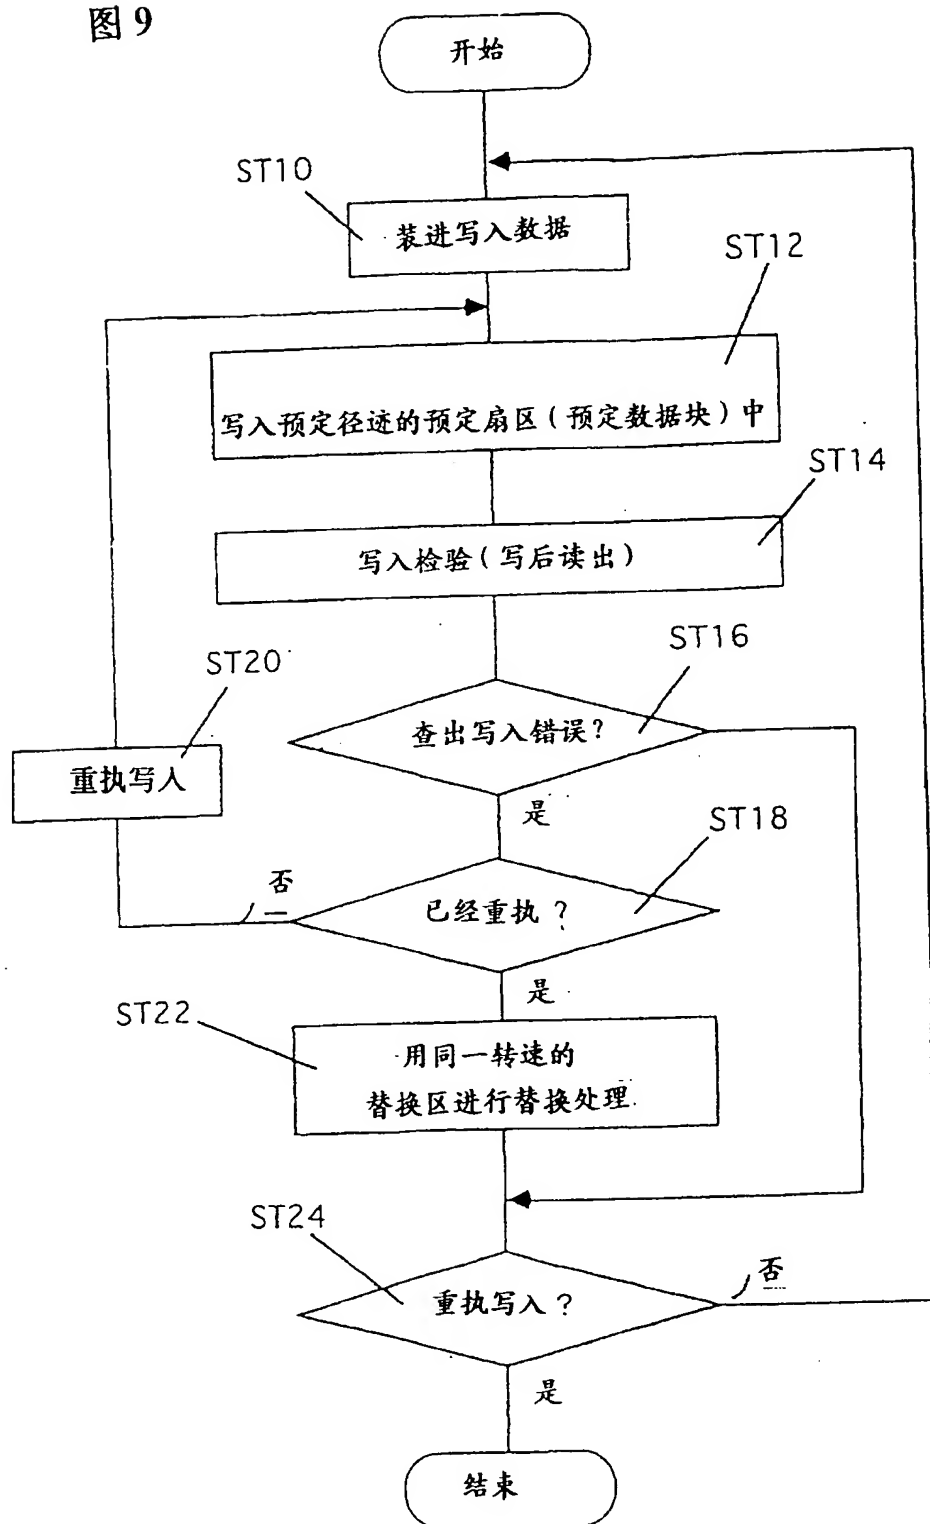 图9
开始
ST10
装进写入数据
ST12
写入预定径迹的预定扇区(预定数据块)中
ST14
写入检验(写后读出)
ST16
查出写入错误?
ST20
重执写入
是
ST18
否
已经重执?
是
ST22
用同一转速的
替换区进行替换处理
ST24
重执写入?
否
是
结束